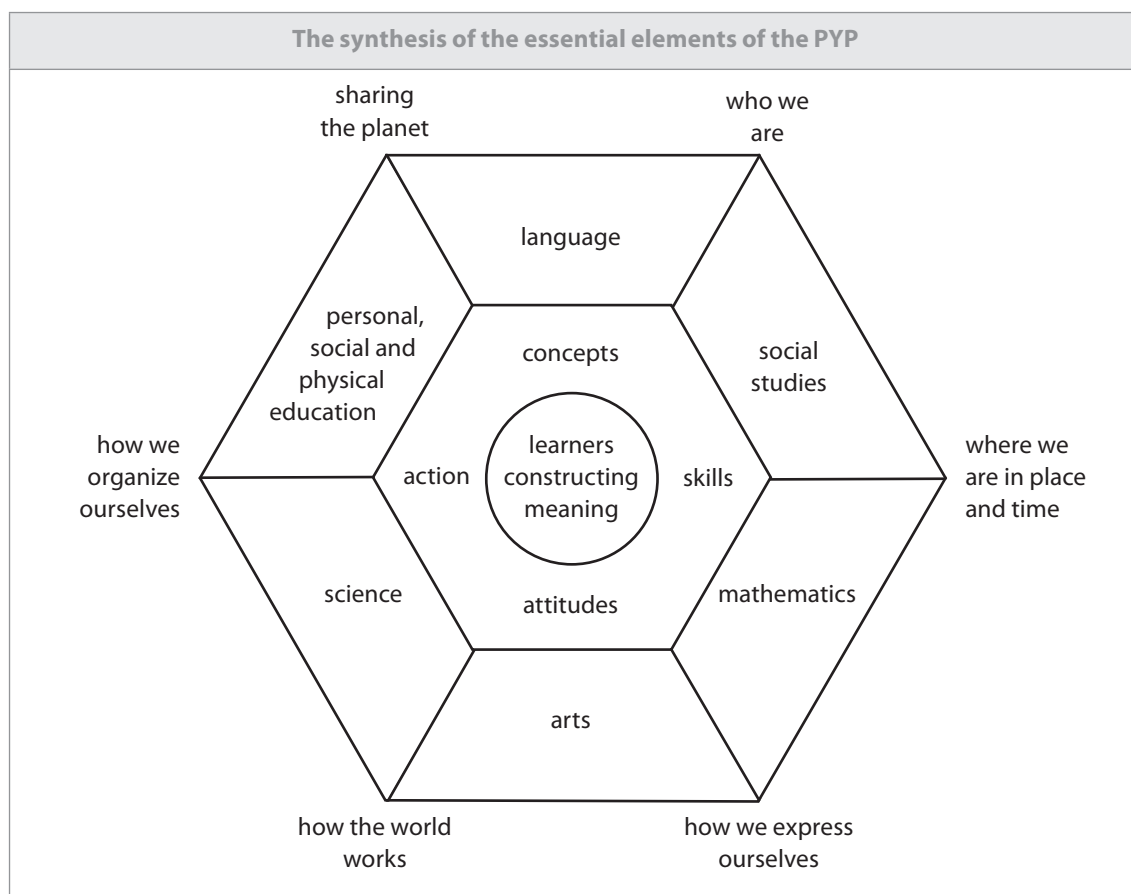 The synthesis of the essential elements of the PYP
sharing
the planet
who we
are
language
personal,
social and
physical
education
concepts
social
studies
how we
organize
ourselves
action
learners
constructing
meaning
skills
where we
are in place
and time
science
attitudes
mathematics
arts
how the world
works
how we express
ourselves